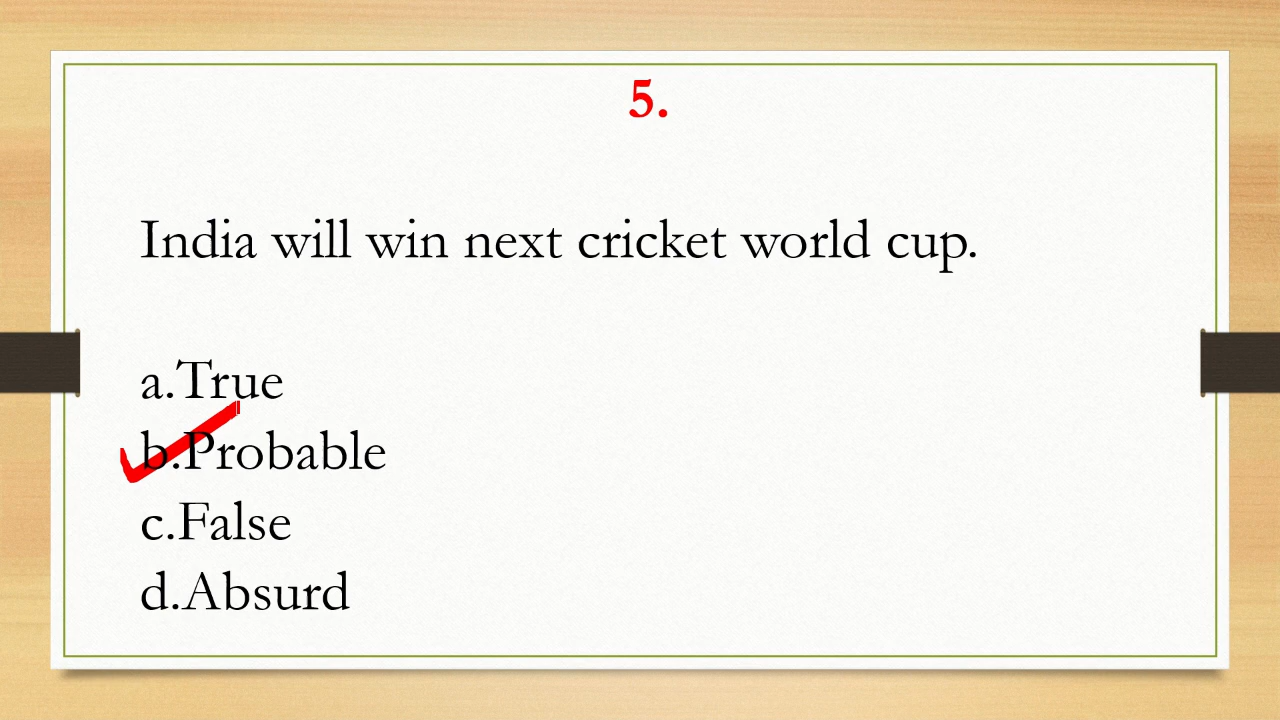 5.
India will win next cricket world cup.
a.True
b.Probable
c.False
d.Absurd